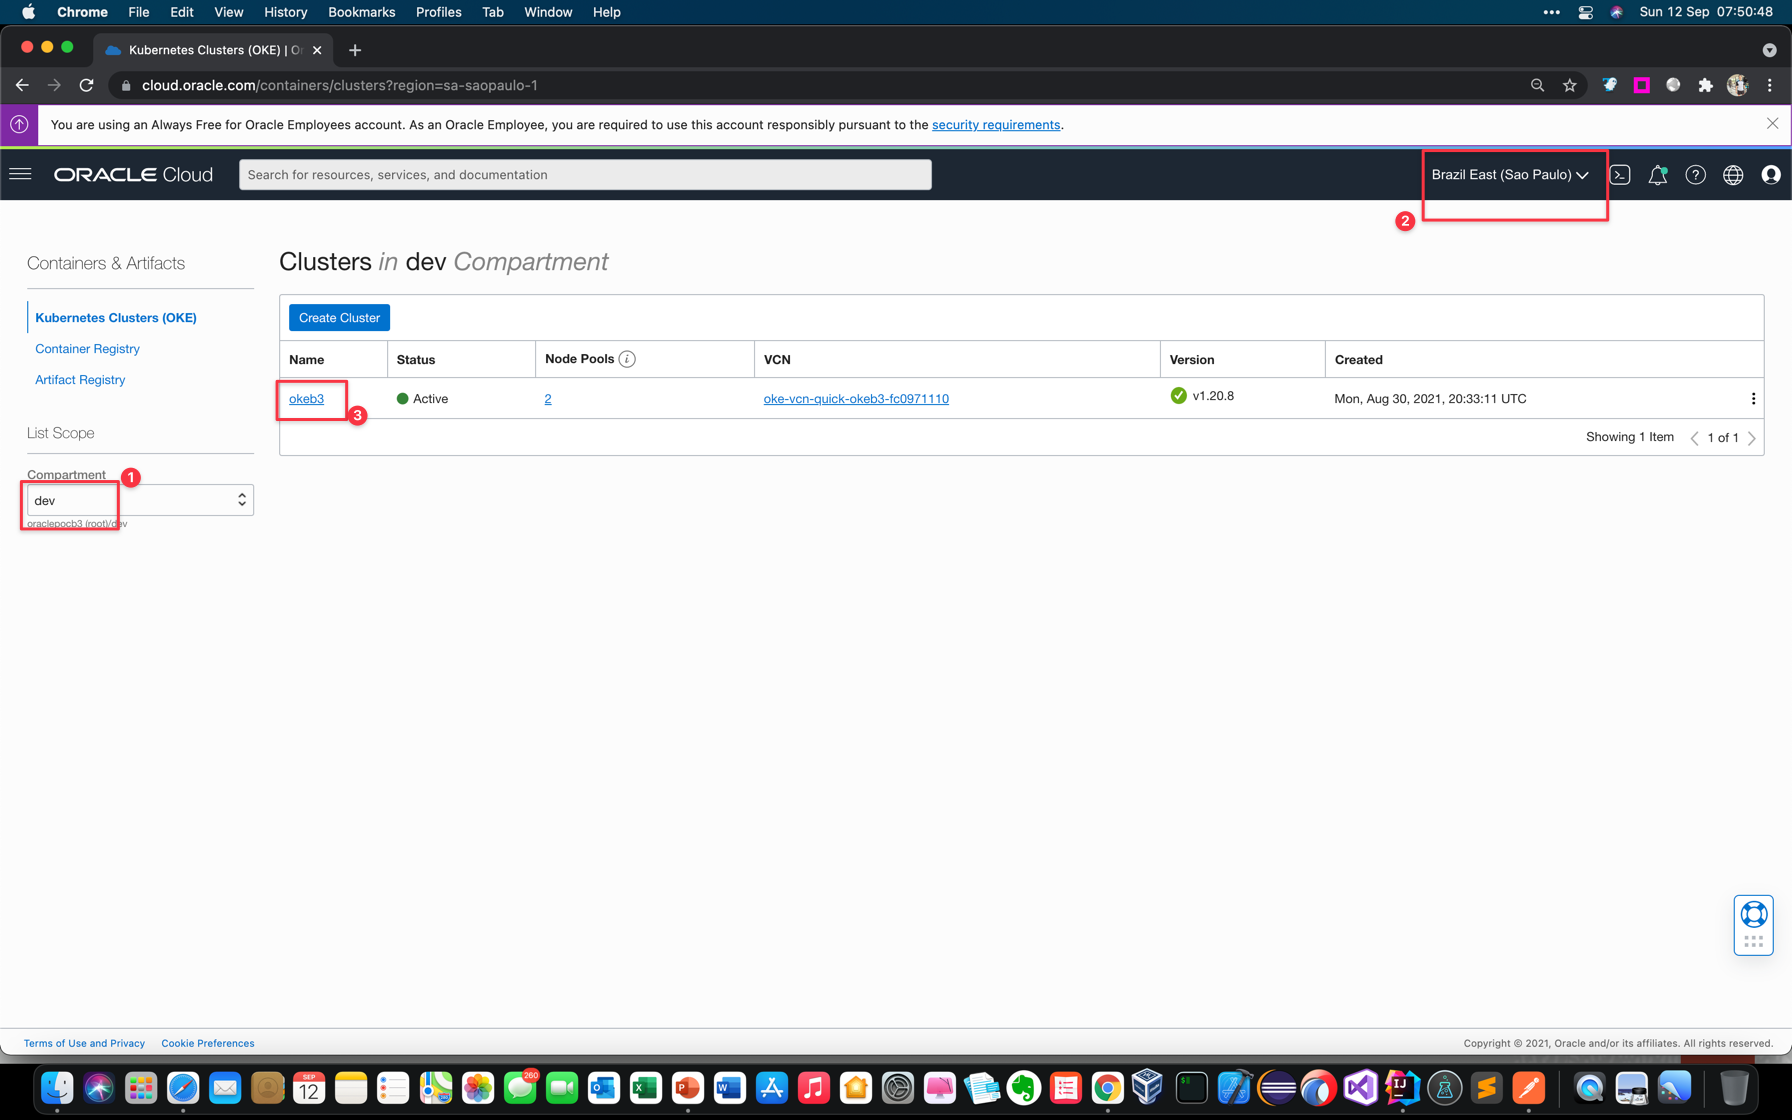 Chrome File Edit View History Bookmarks Profiles Tab Window Help Sun 12 Sep 07:50:48
Kubernetes Clusters (OKE) | Or
cloud.oracle.com/containers/clusters?region=sa-saopaulo-1
You are using an Always Free for Oracle Employees account. As an Oracle Employee, you are required to use this account responsibly pursuant to the security requirements.
ORACLE Cloud Search for resources, services, and documentation Brazil East (Sao Paulo)
2
Containers & Artifacts
Kubernetes Clusters (OKE)
Container Registry
Artifact Registry
List Scope
Compartment 1
dev
oraclepocb3 (root)/dev
Clusters in dev Compartment
Create Cluster
Name Status Node Pools i VCN Version Created
okeb3 Active 2 oke-vcn-quick-okeb3-fc0971110 v1.20.8 Mon, Aug 30, 2021, 20:33:11 UTC
3
Showing 1 Item 1 of 1
Terms of Use and Privacy Cookie Preferences Copyright © 2021, Oracle and/or its affiliates. All rights reserved.
SEP
12
260